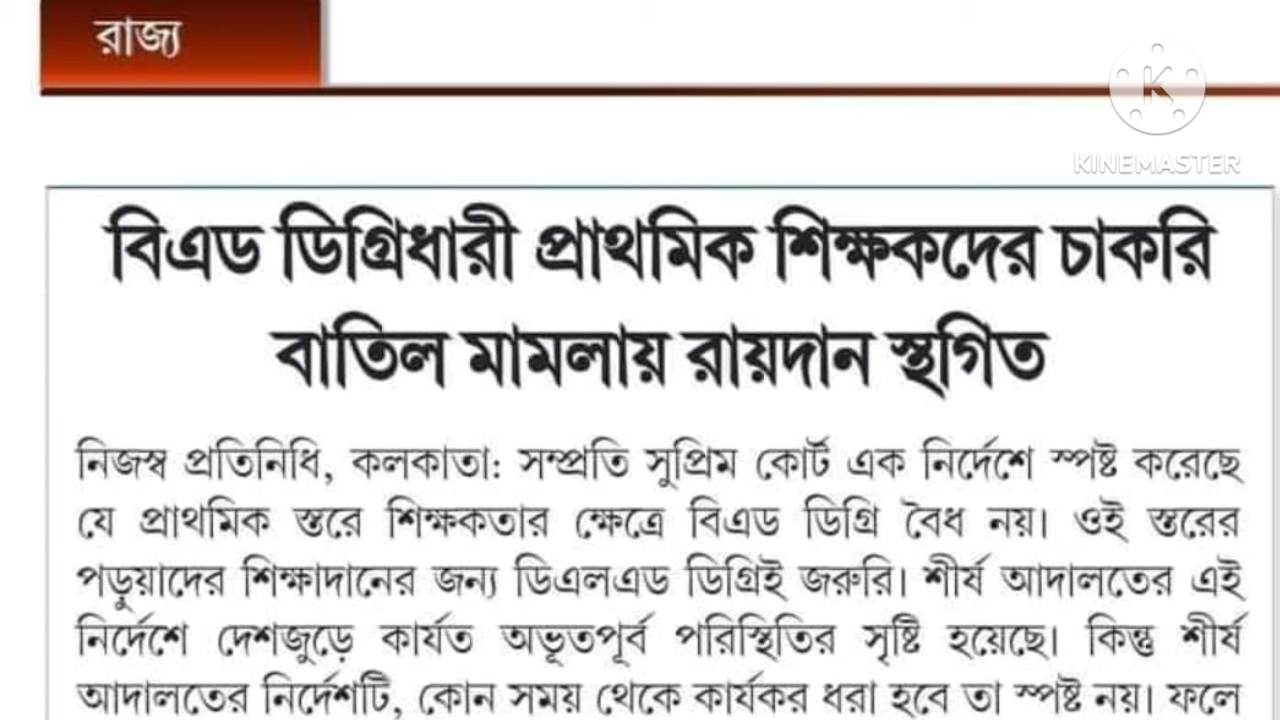 রাজ্য
KINEMASTER
বিএড ডিগ্রিধারী প্রাথমিক শিক্ষকদের চাকরি
বাতিল মামলায় রায়দান স্থগিত
নিজস্ব প্রতিনিধি, কলকাতা: সম্প্রতি সুপ্রিম কোর্ট এক নির্দেশে স্পষ্ট করেছে
যে প্রাথমিক স্তরে শিক্ষকতার ক্ষেত্রে বিএড ডিগ্রি বৈধ নয়। ওই স্তরের
পড়ুয়াদের শিক্ষাদানের জন্য ডিএলএড ডিগ্রিই জরুরি। শীর্ষ আদালতের এই
নির্দেশে দেশজুড়ে কার্যত অভূতপূর্ব পরিস্থিতির সৃষ্টি হয়েছে। কিন্তু শীর্ষ
আদালতের নির্দেশটি, কোন সময় থেকে কার্যকর ধরা হবে তা স্পষ্ট নয়। ফলে